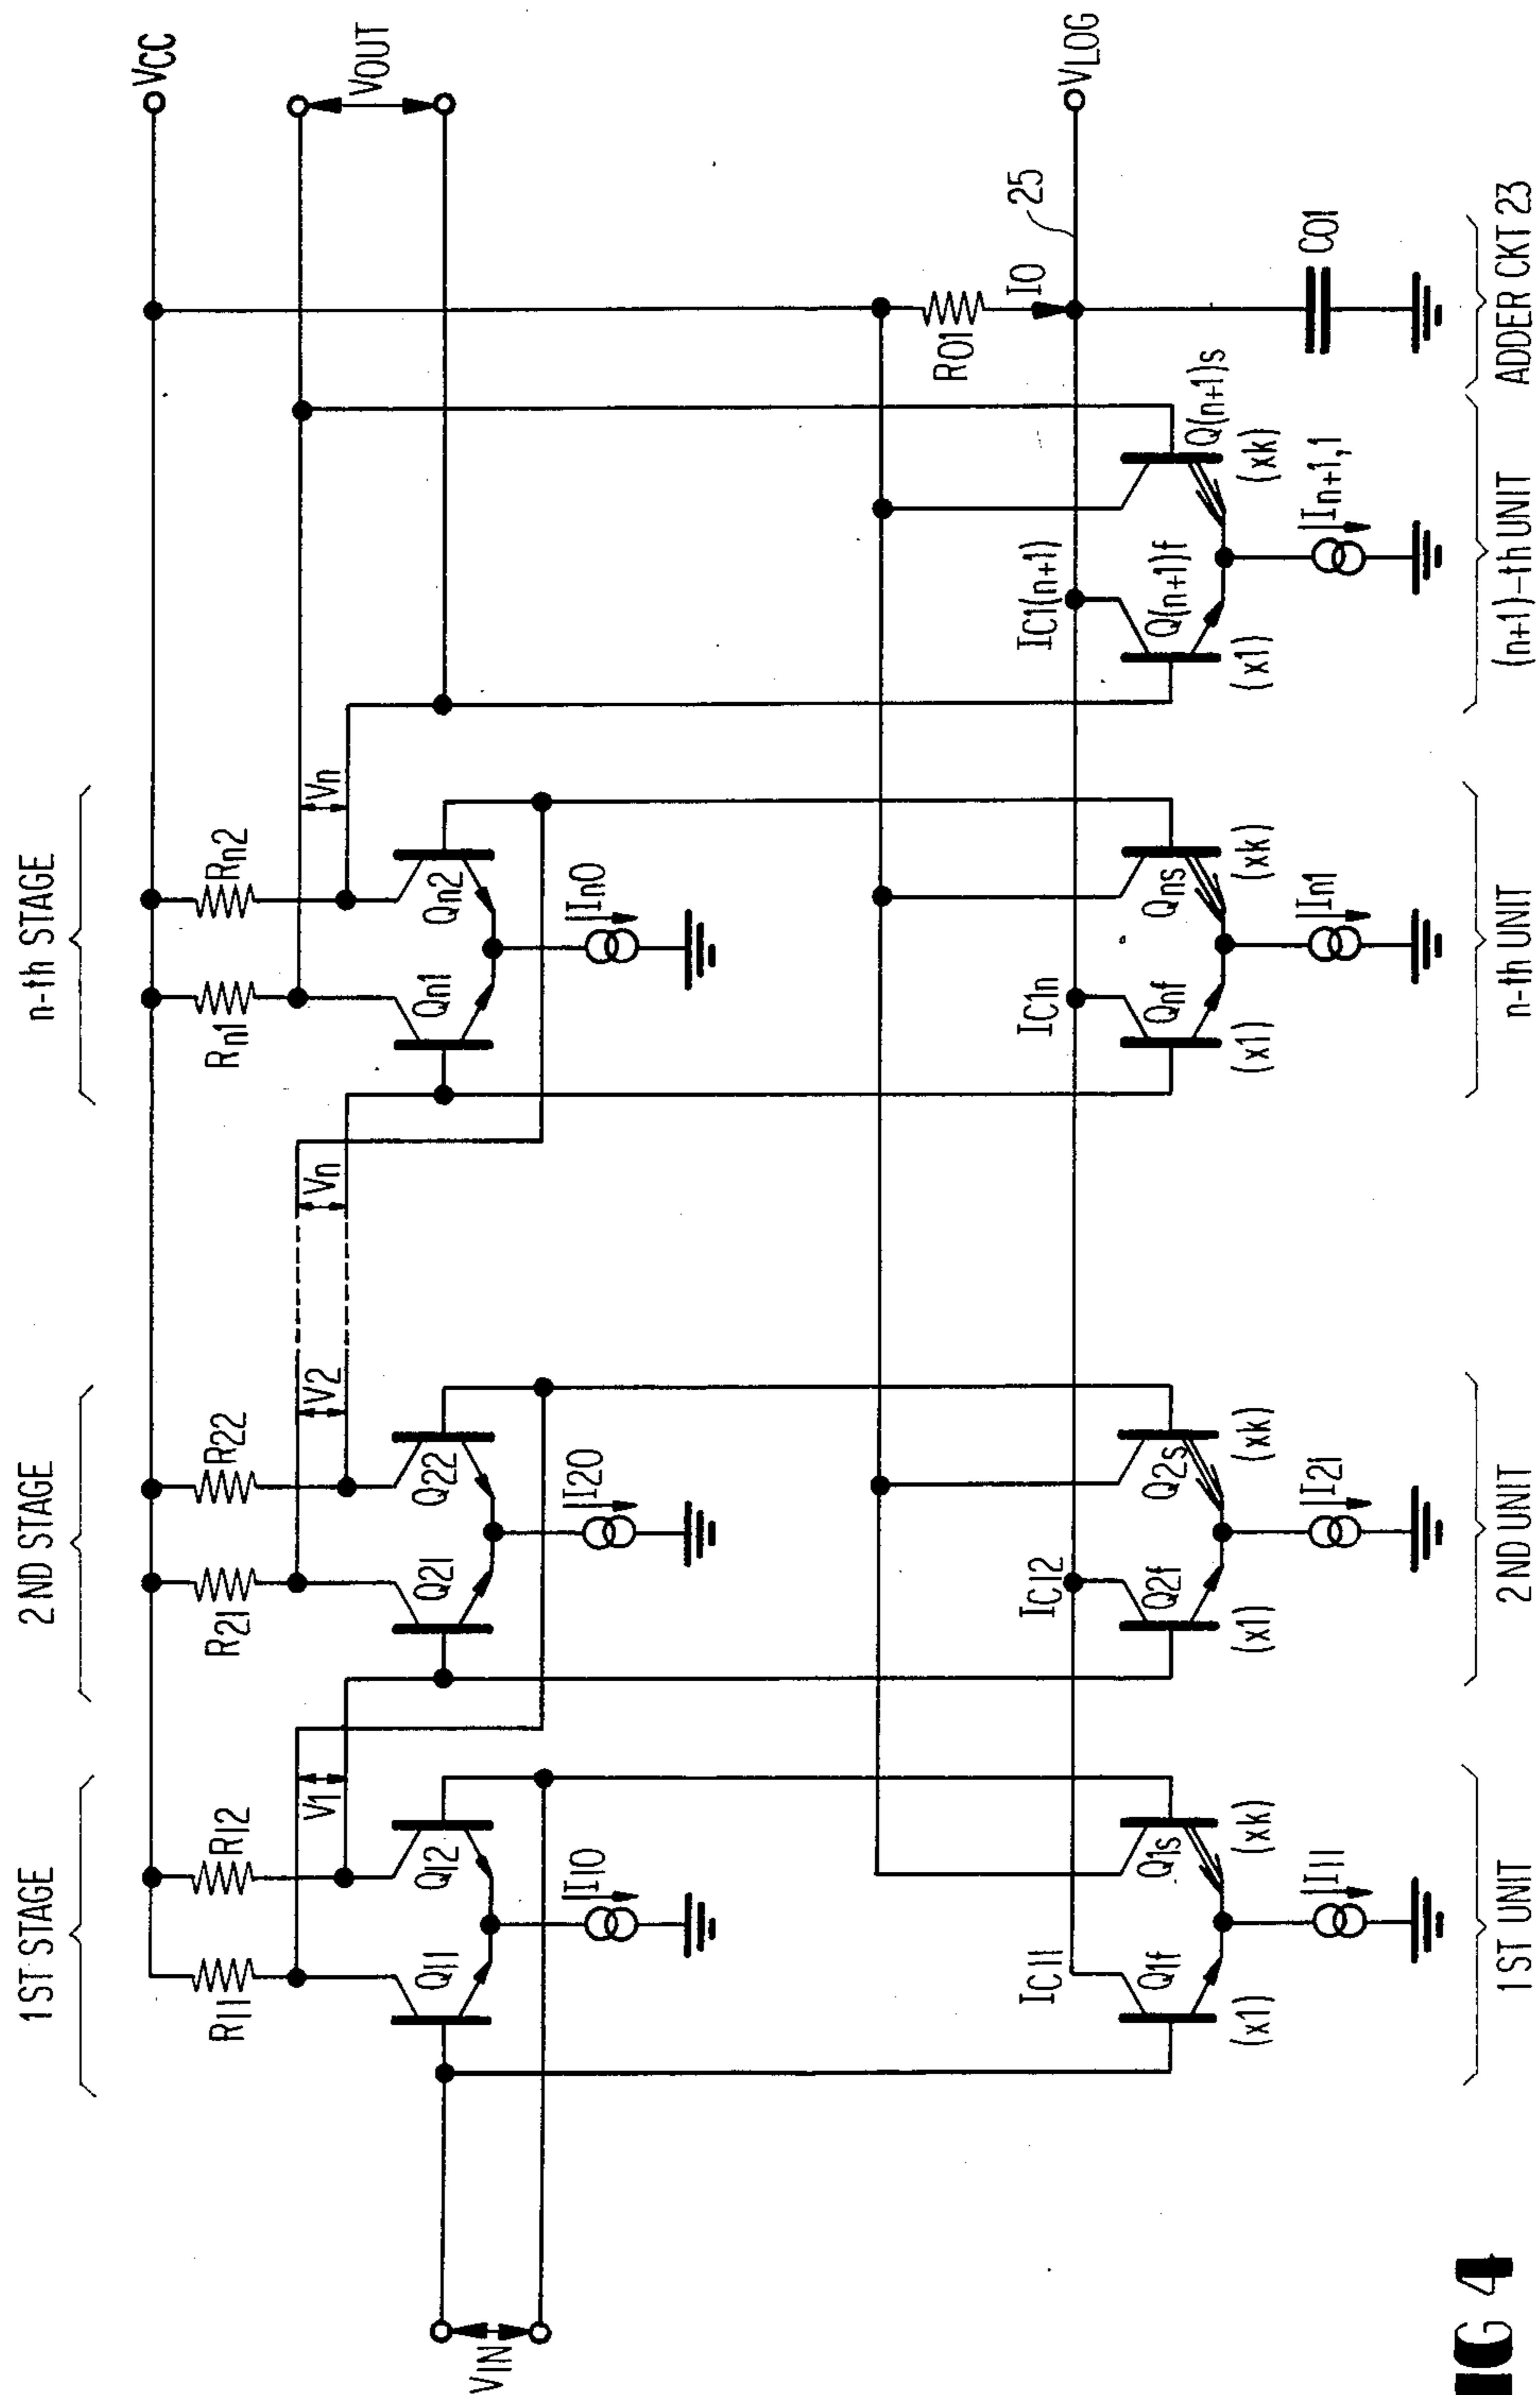 1ST STAGE
2ND STAGE
n-th STAGE
VCC
R11
R12
R21
R22
Rn1
Rn2
V1
V2
Vn
Vn
VOUT
Q11
Q12
Q21
Q22
Qn1
Qn2
VIN
I10
I20
In0
R01
I0
25
VLOG
IC11
IC12
IC1n
IC1(n+1)
Q1f
Q1s
Q2f
Q2s
Qnf
Qns
Q(n+1)f
Q(n+1)s
(x1)
(xk)
(x1)
(xk)
(x1)
(xk)
(x1)
(xk)
C01
I11
I21
In1
In+1,1
1ST UNIT
2ND UNIT
n-th UNIT
(n+1)-th UNIT
ADDER CKT 23
IG 4